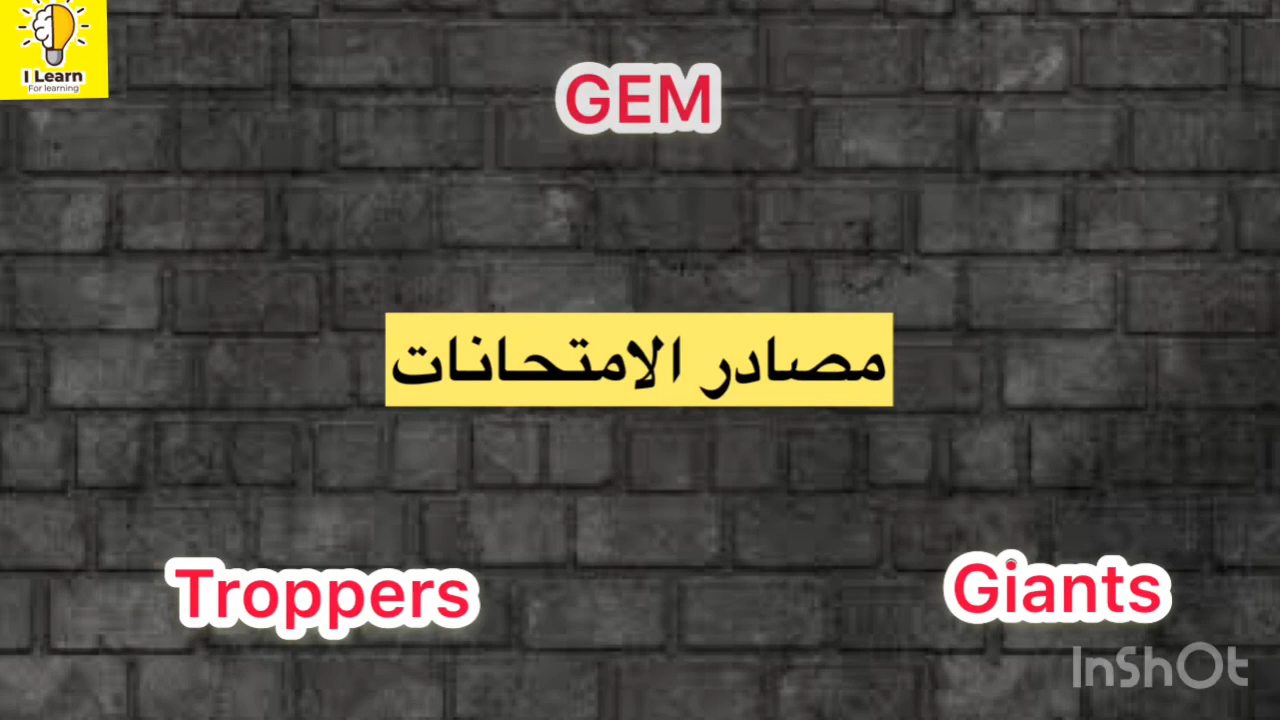 I Learn
For learning
GEM
مصادر الامتحانات
Troppers
Giants
InShOt